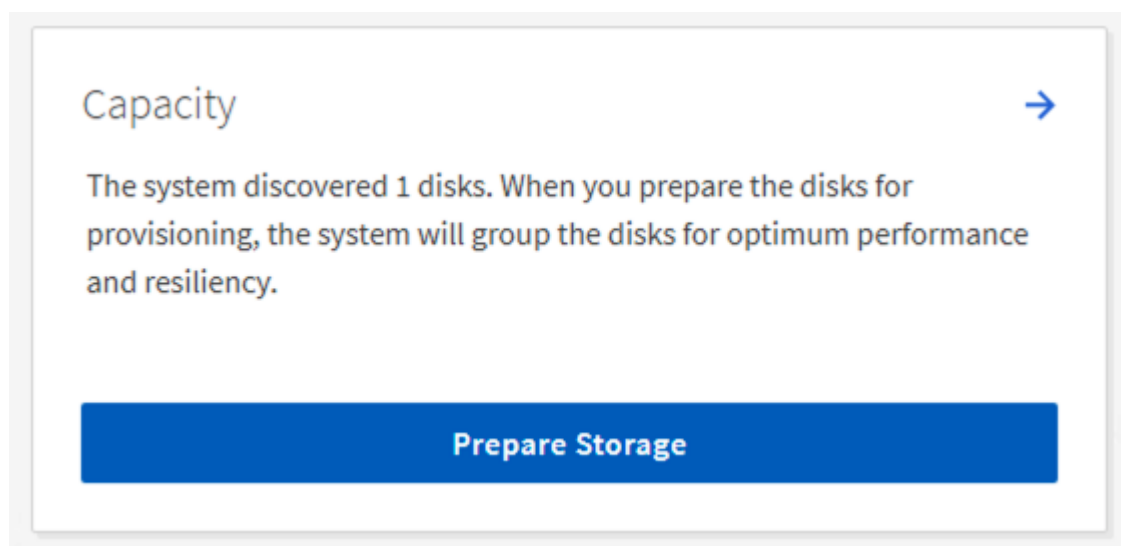 Capacity
The system discovered 1 disks. When you prepare the disks for
provisioning, the system will group the disks for optimum performance
and resiliency.
Prepare Storage